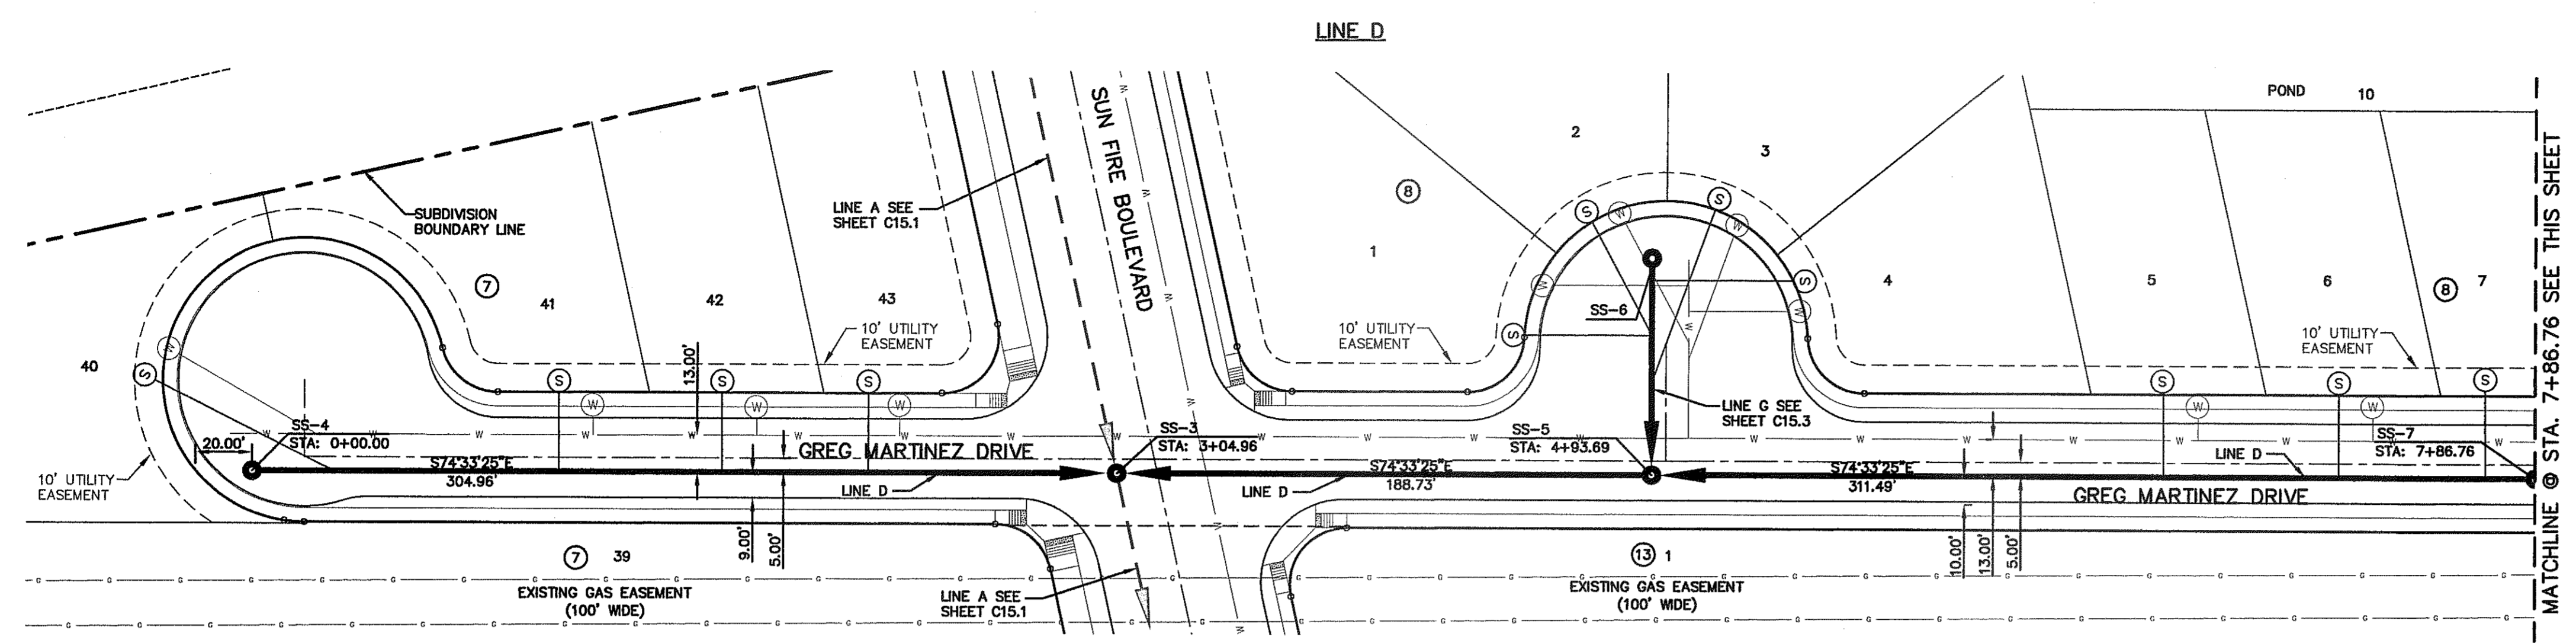 LINE D
SUBDIVISION
BOUNDARY LINE
LINE A SEE
SHEET C15.1
SUN FIRE BOULEVARD
POND 10
2
3
8
1
7
41
42
43
10' UTILITY
EASEMENT
10' UTILITY
EASEMENT
4
5
6
8
7
10' UTILITY
EASEMENT
40
13.00'
SS-6
LINE G SEE
SHEET C15.3
SS-4
STA: 0+00.00
20.00'
GREG MARTINEZ DRIVE
SS-3
STA: 3+04.96
SS-5
STA: 4+93.69
SS-7
STA: 7+86.76
LINE D
10' UTILITY
EASEMENT
S74°33'25"E
304.96'
LINE D
LINE D
S74°33'25"E
188.73'
S74°33'25"E
311.49'
GREG MARTINEZ DRIVE
9.00'
5.00'
10.00'
13.00'
5.00'
7 39
EXISTING GAS EASEMENT
(100' WIDE)
LINE A SEE
SHEET C15.1
13 1
EXISTING GAS EASEMENT
(100' WIDE)
MATCHLINE @ STA. 7+86.76 SEE THIS SHEET
S
W
S
W
S
W
S
W
S
W
S
W
S
W
S
W
S
W
S
W
S